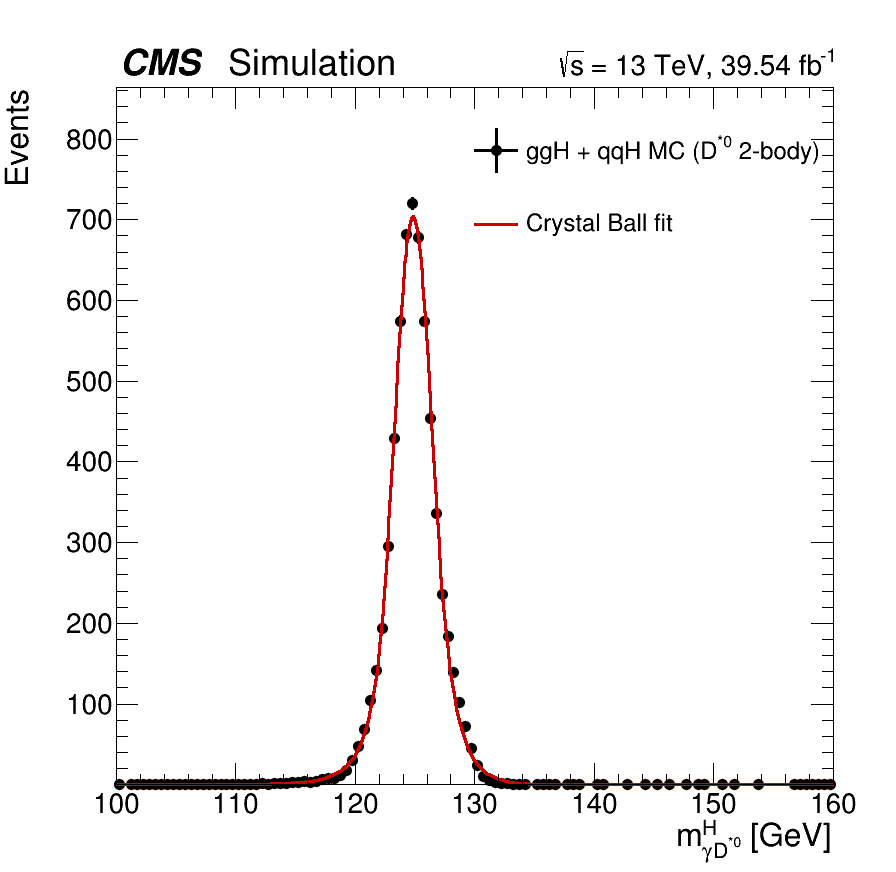 CMS Simulation
√s = 13 TeV, 39.54 fb⁻¹
Events
ggH + qqH MC (D*⁰ 2-body)
Crystal Ball fit
800
700
600
500
400
300
200
100
100 110 120 130 140 150 160
m^H_γD*⁰ [GeV]